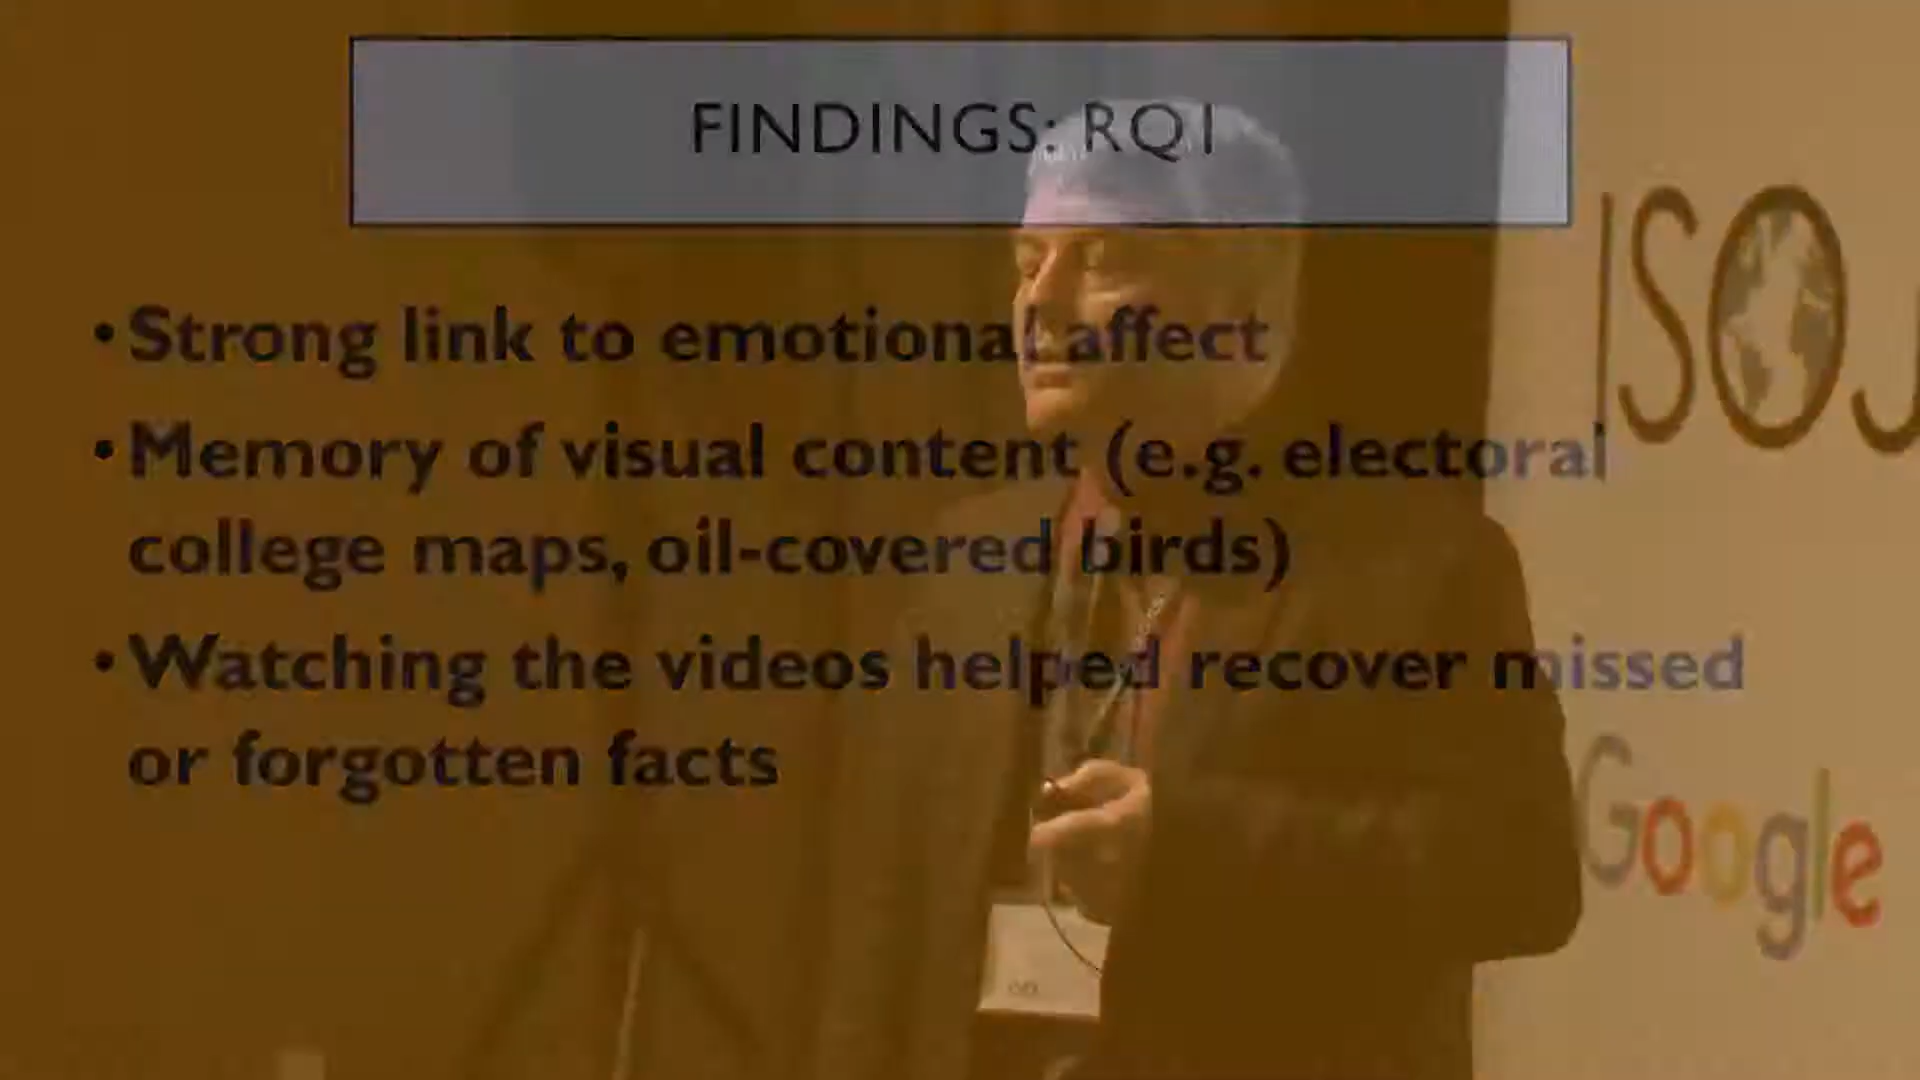 FINDINGS: RQ1
• Strong link to emotional affect
• Memory of visual content (e.g. electoral
college maps, oil-covered birds)
• Watching the videos helped recover missed
or forgotten facts
ISOJ
Google